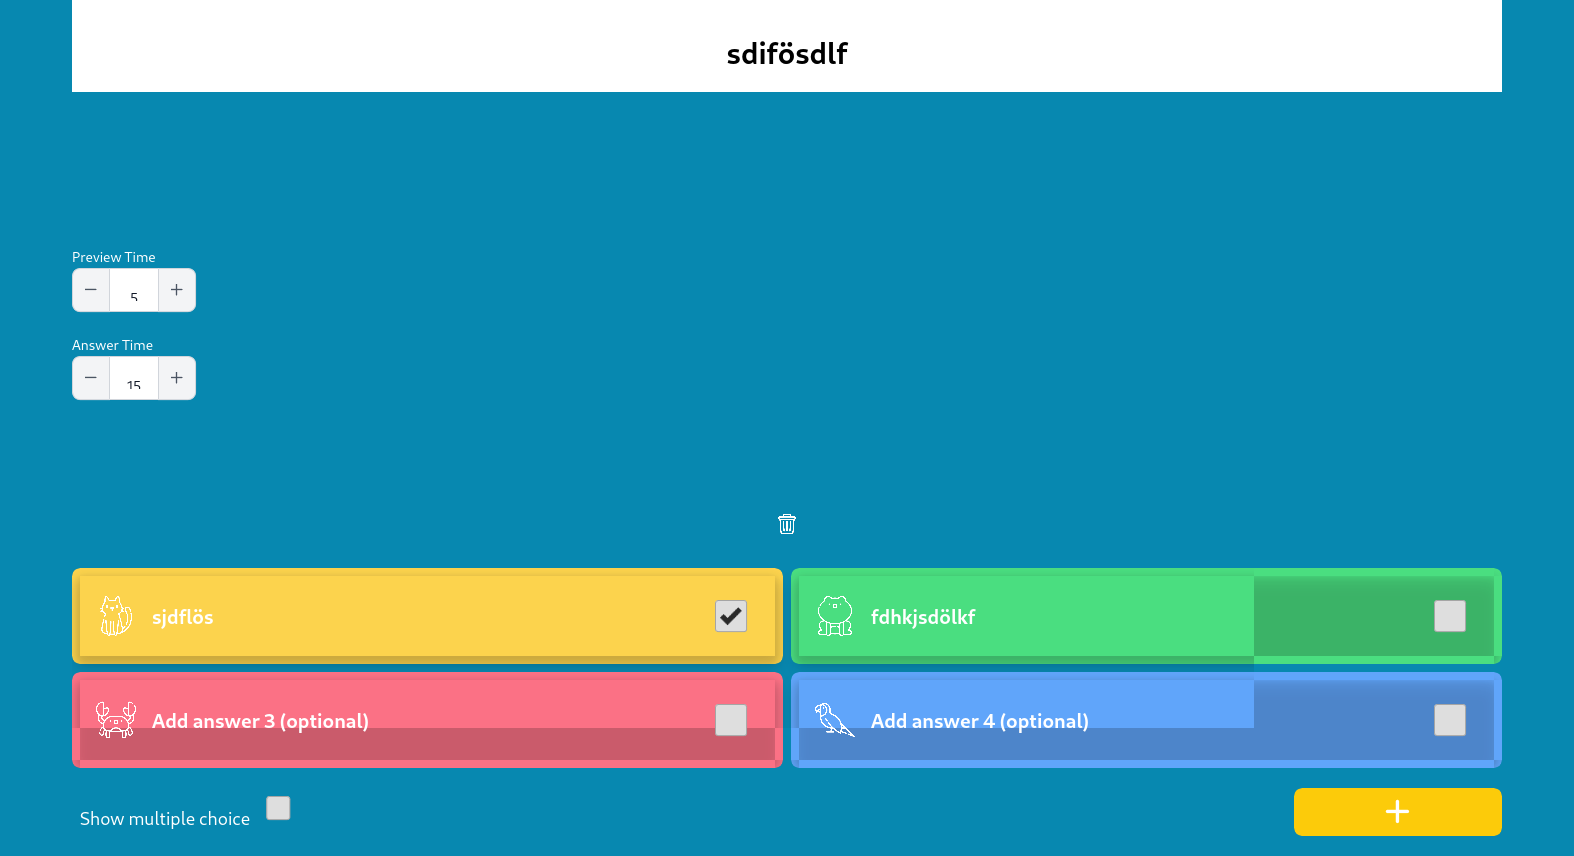 sdifösdlf
Preview Time
5
Answer Time
15
sjdflös
fdhkjsdölkf
Add answer 3 (optional)
Add answer 4 (optional)
Show multiple choice